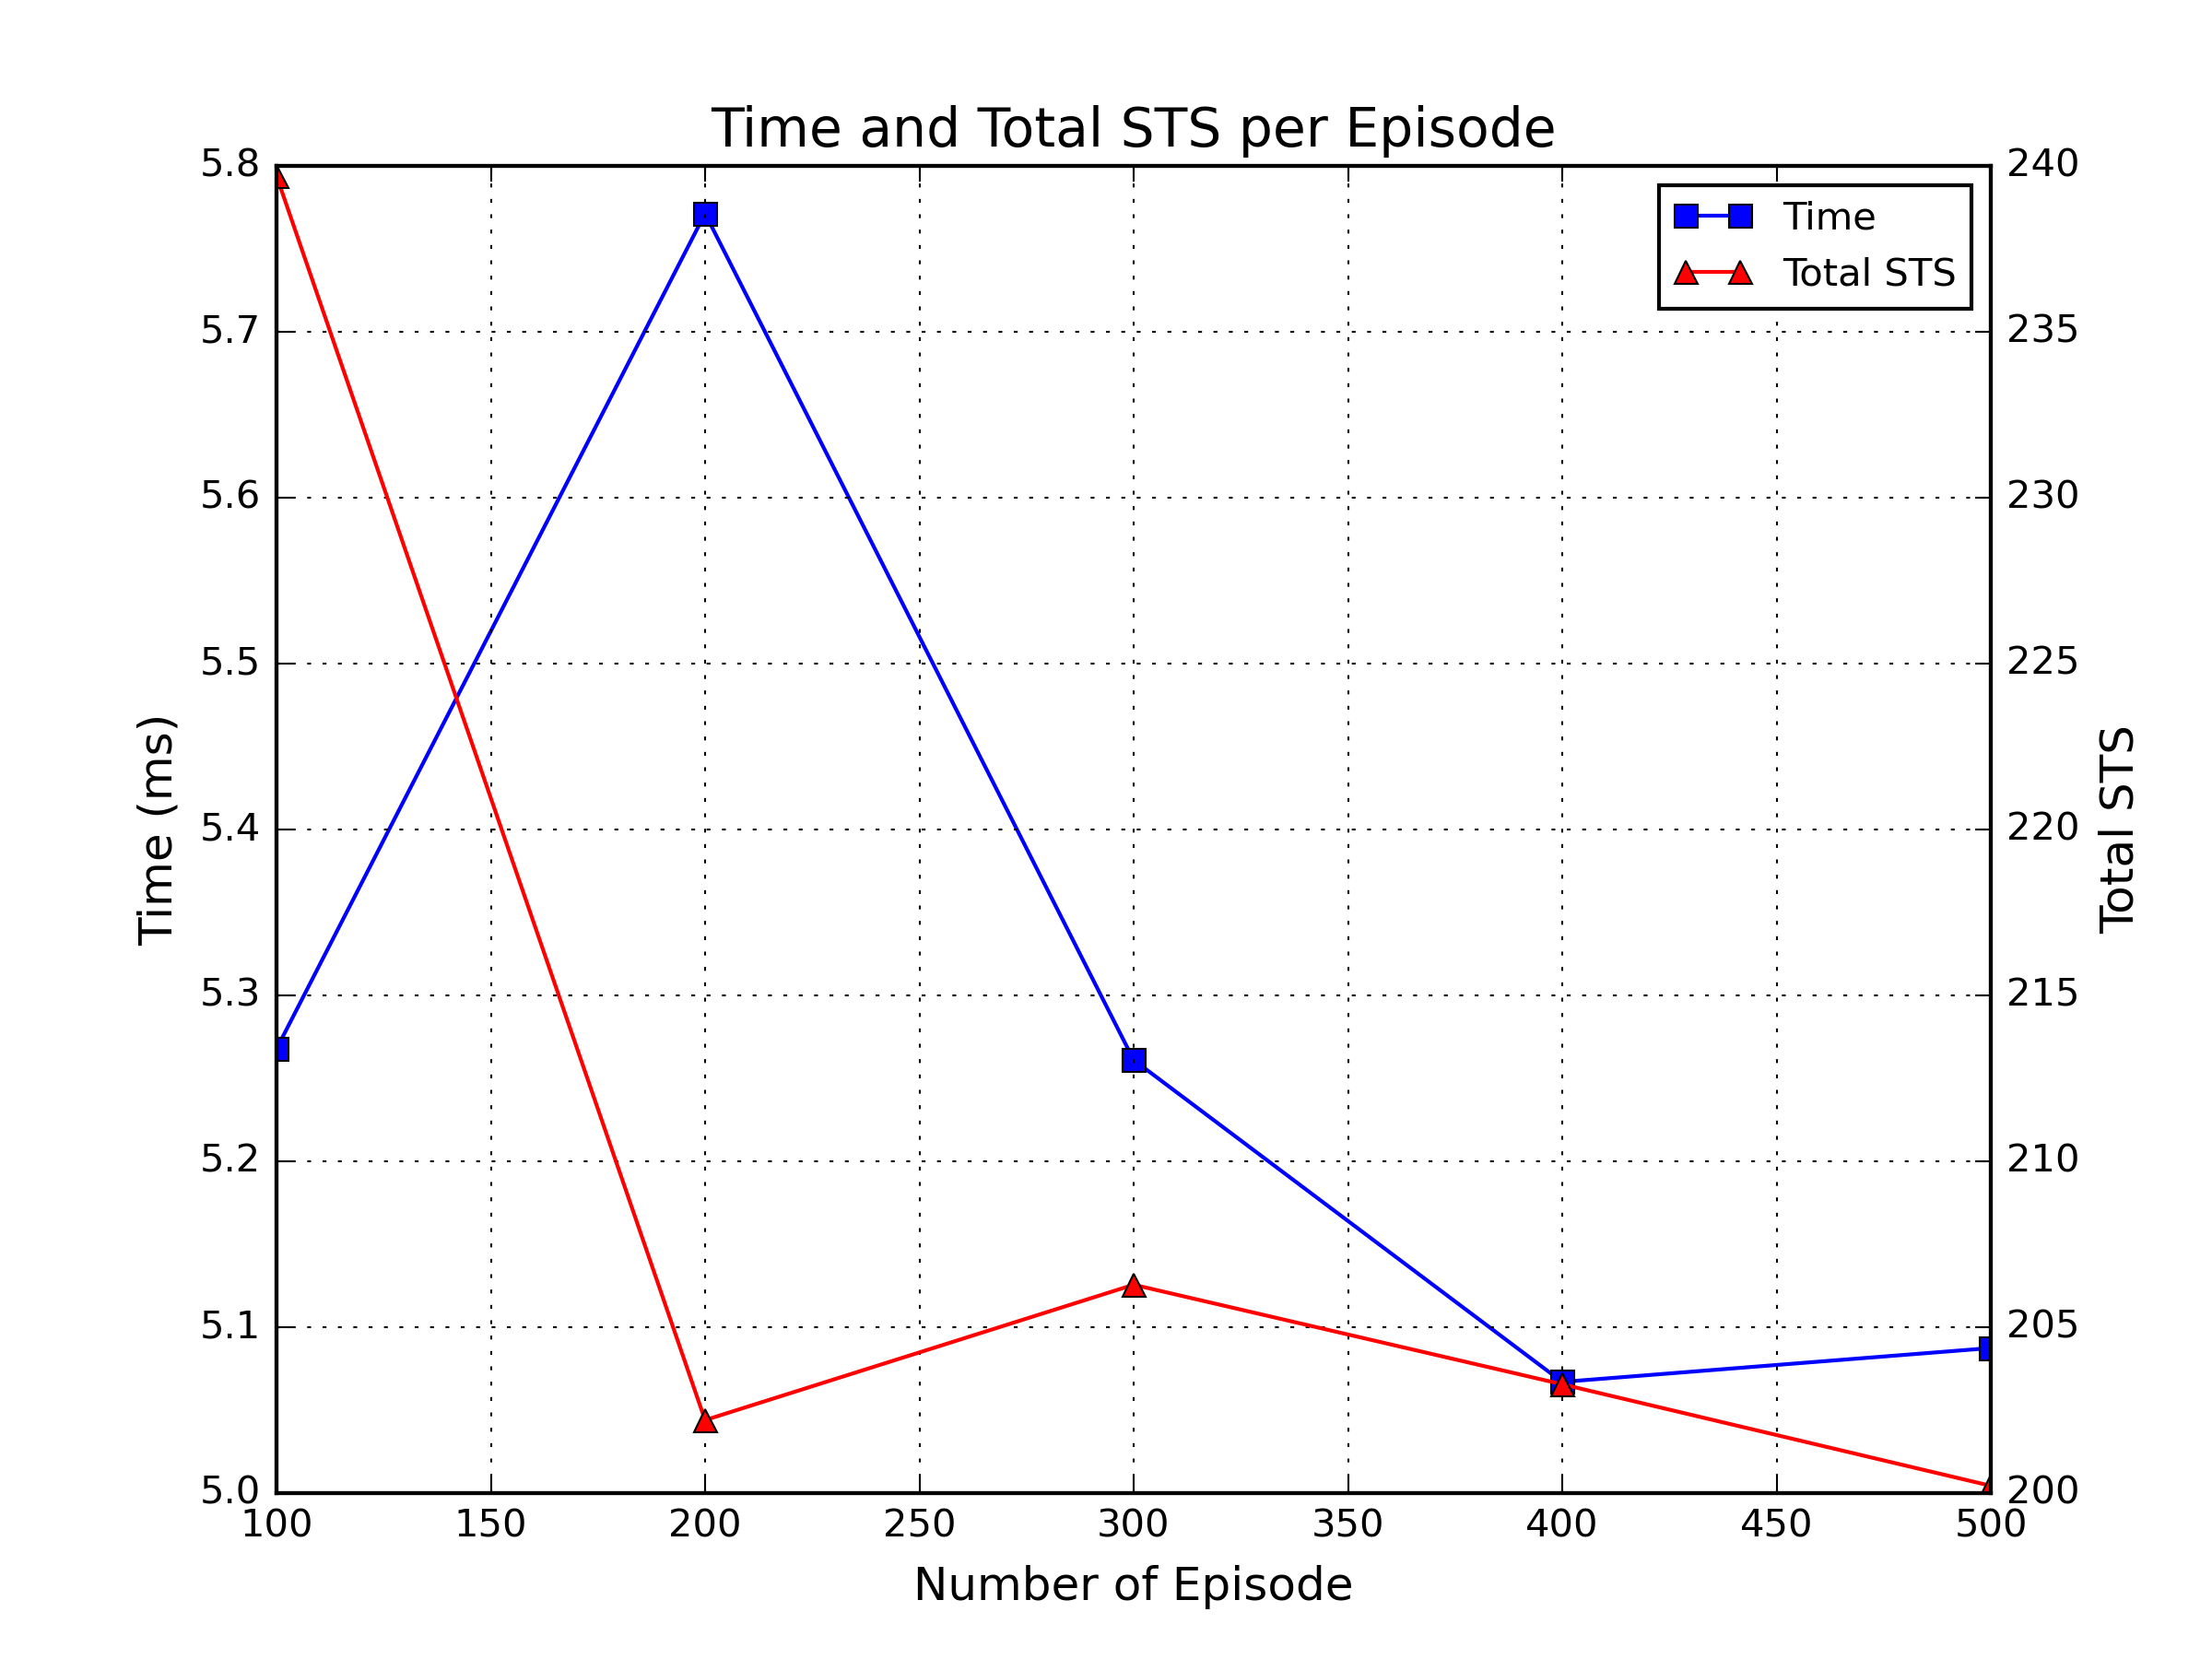 Time and Total STS per Episode
5.8
5.7
5.6
5.5
5.4
5.3
5.2
5.1
5.0
Time (ms)
240
235
230
225
220
215
210
205
200
Total STS
Time
Total STS
100 150 200 250 300 350 400 450 500
Number of Episode